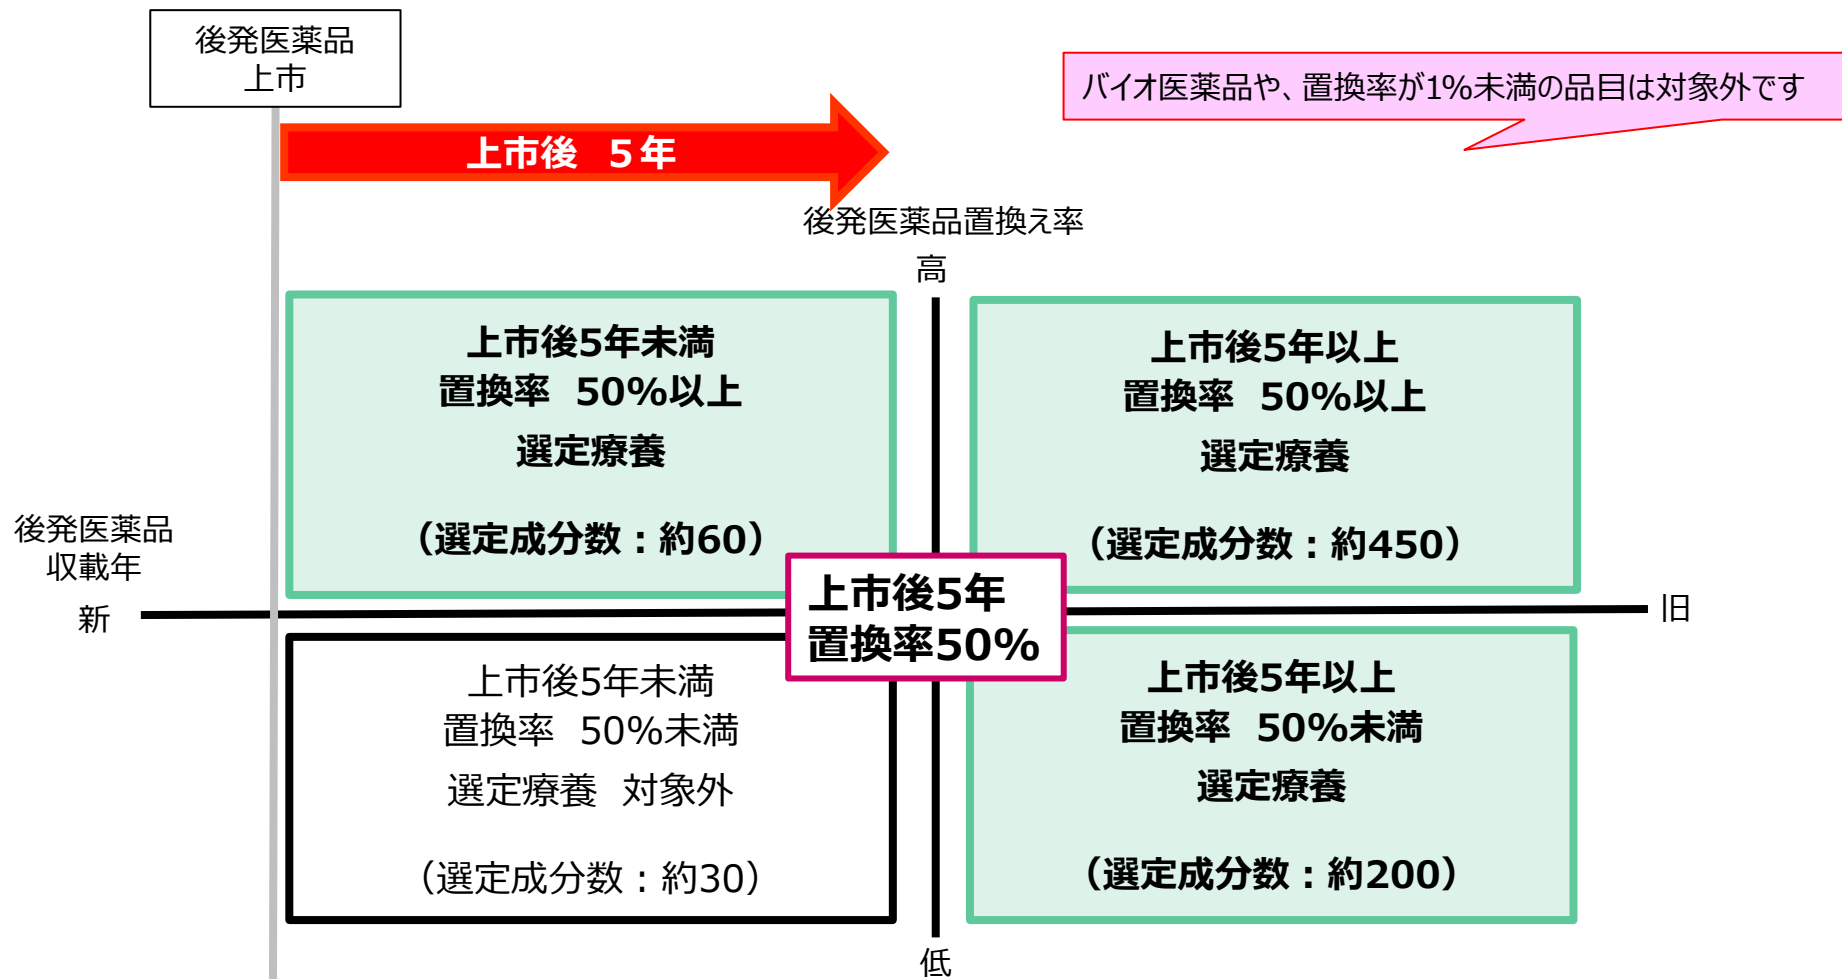 後発医薬品
上市
バイオ医薬品や、置換率が1%未満の品目は対象外です
上市後 5年
後発医薬品置換え率
高
上市後5年未満
置換率 50%以上
選定療養
（選定成分数：約60）
上市後5年以上
置換率 50%以上
選定療養
（選定成分数：約450）
後発医薬品
収載年
新
上市後5年
置換率50%
旧
上市後5年未満
置換率 50%未満
選定療養 対象外
（選定成分数：約30）
上市後5年以上
置換率 50%未満
選定療養
（選定成分数：約200）
低